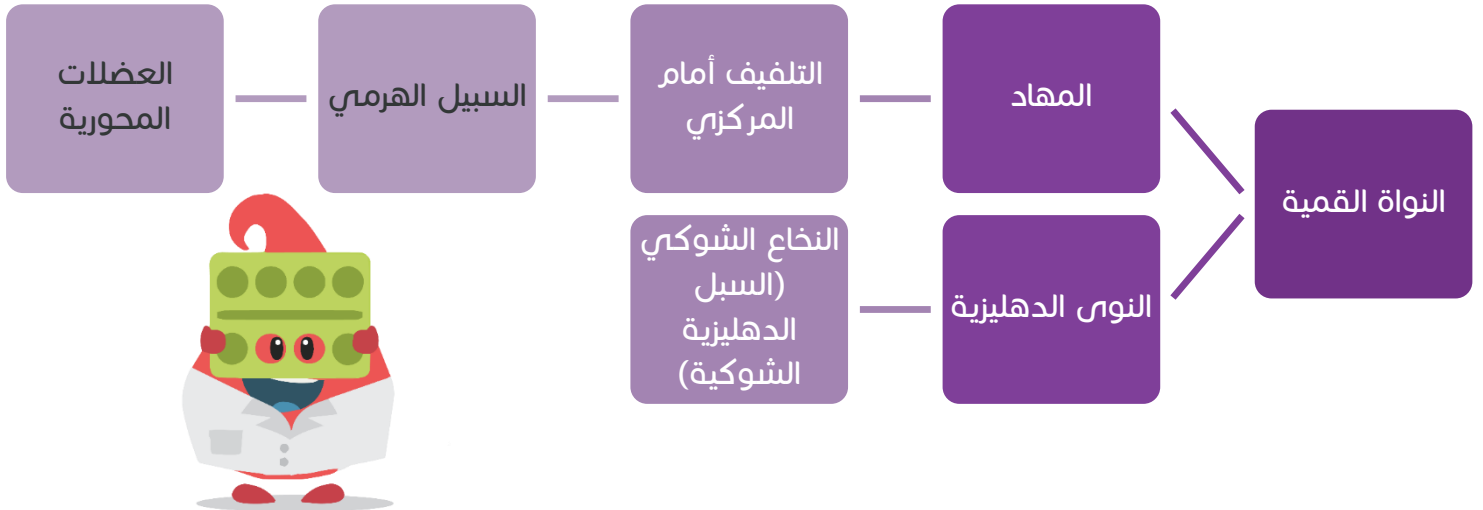 النواة القمية
المهاد
التلفيف أمام
المركزي
السبيل الهرمي
العضلات
المحورية
النوى الدهليزية
النخاع الشوكي
(السبل
الدهليزية
الشوكية)